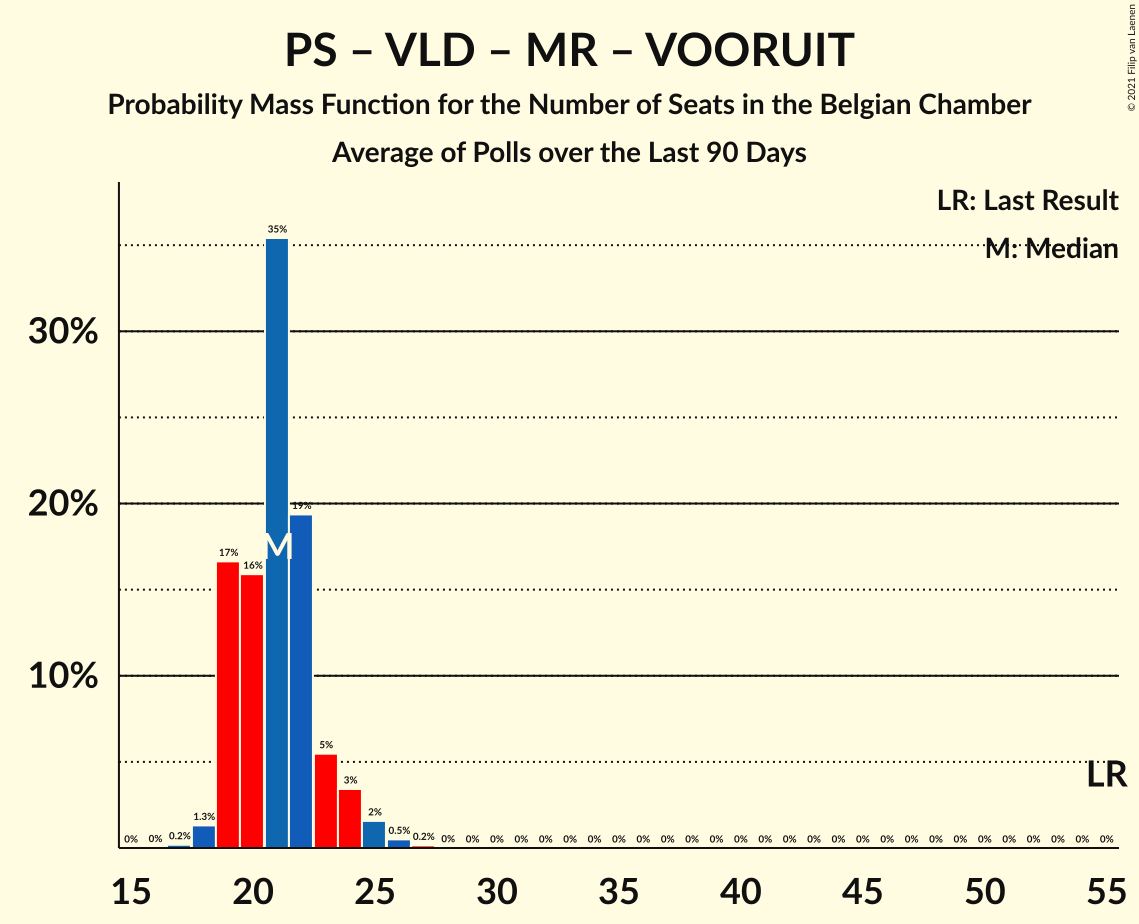 PS – VLD – MR – VOORUIT
Probability Mass Function for the Number of Seats in the Belgian Chamber
Average of Polls over the Last 90 Days
© 2021 Filip van Laenen
LR: Last Result
M: Median
30%
20%
10%
0% 0% 0.2% 1.3% 17% 16% 35% 19% 5% 3% 2% 0.5% 0.2% 0% 0% 0% 0% 0% 0% 0% 0% 0% 0% 0% 0% 0% 0% 0% 0% 0% 0% 0% 0% 0% 0% 0% 0% 0% 0% 0% 0%
M
LR
15 20 25 30 35 40 45 50 55